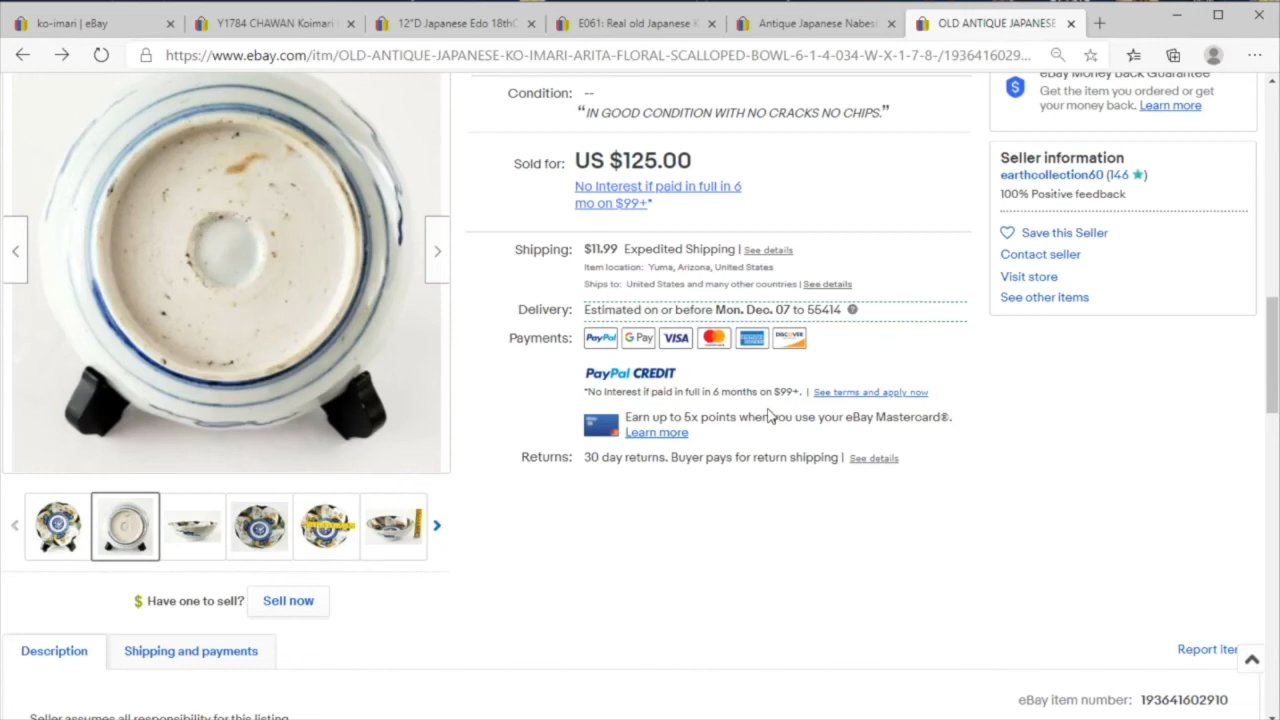 ko-imari | eBay
Y1784 CHAWAN Koimari
12"D Japanese Edo 18th
E061: Real old Japanese
Antique Japanese Nabes
OLD ANTIQUE JAPANESE
https://www.ebay.com/itm/OLD-ANTIQUE-JAPANESE-KO-IMARI-ARITA-FLORAL-SCALLOPED-BOWL-6-1-4-034-W-X-1-7-8-/1936416029...
Condition: --
"IN GOOD CONDITION WITH NO CRACKS NO CHIPS."
Sold for: US $125.00
No Interest if paid in full in 6
mo on $99+*
Shipping: $11.99 Expedited Shipping | See details
Item location: Yuma, Arizona, United States
Ships to: United States and many other countries | See details
Delivery: Estimated on or before Mon. Dec. 07 to 55414
Payments: PayPal G Pay VISA DISCOVER
PayPal CREDIT
*No Interest if paid in full in 6 months on $99+. | See terms and apply now
Earn up to 5x points when you use your eBay Mastercard®.
Learn more
Returns: 30 day returns. Buyer pays for return shipping | See details
eBay Money Back Guarantee
Get the item you ordered or get
your money back. Learn more
Seller information
earthcollection60 (146 ★)
100% Positive feedback
Save this Seller
Contact seller
Visit store
See other items
$ Have one to sell? Sell now
Description
Shipping and payments
Report iter
eBay item number: 193641602910
Seller assumes all responsibility for this listing.